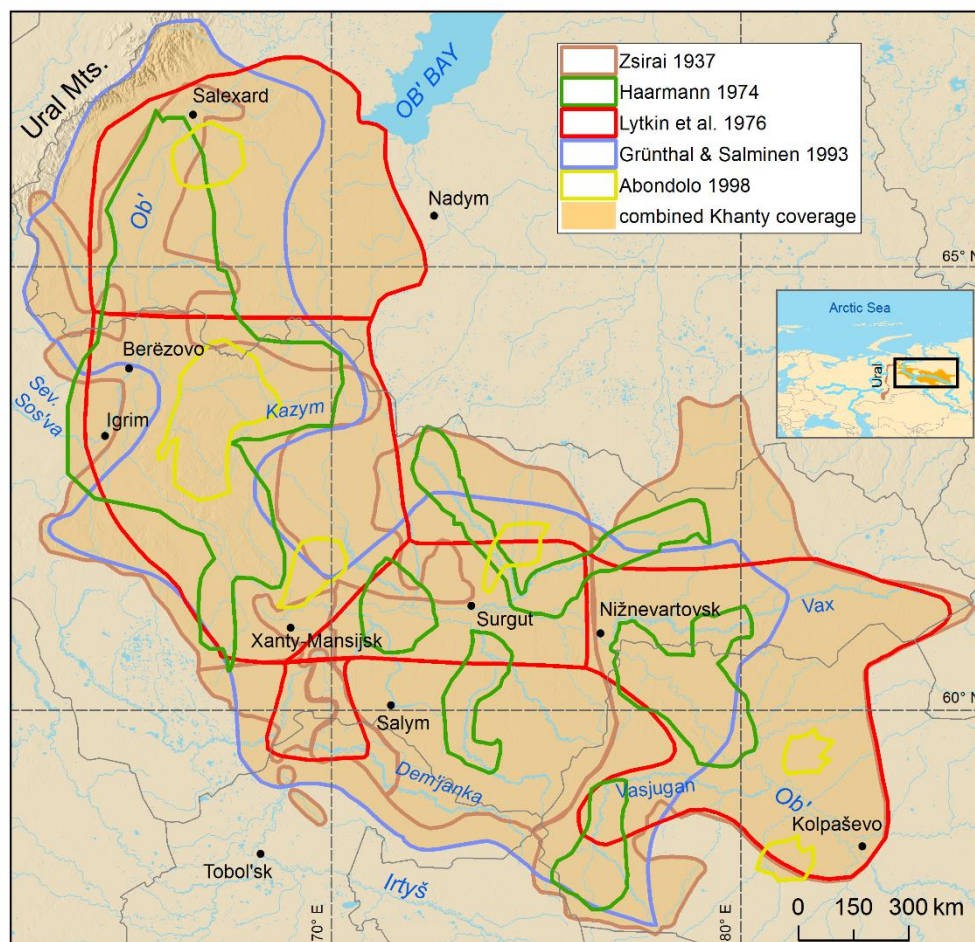 Ural Mts.
OB' BAY
Zsirai 1937
Haarmann 1974
Lytkin et al. 1976
Grünthal & Salminen 1993
Abondolo 1998
combined Khanty coverage
Salexard
Ob'
Nadym
65° N
Arctic Sea
Ural
Berëzovo
Sev.
Sos'va
Kazym
Igrim
Surgut
Nižnevartovsk
Vax
Xanty-Mansijsk
60° N
Salym
Demjanka
Vasjugan
Ob'
Kolpaševo
Tobol'sk
Irtyš
70° E
80° E
0 150 300 km